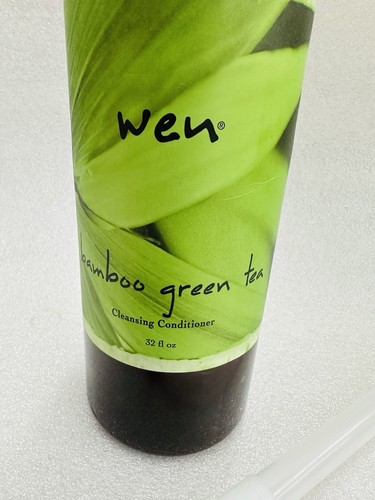 wen®
bamboo green tea
Cleansing Conditioner
32 fl oz